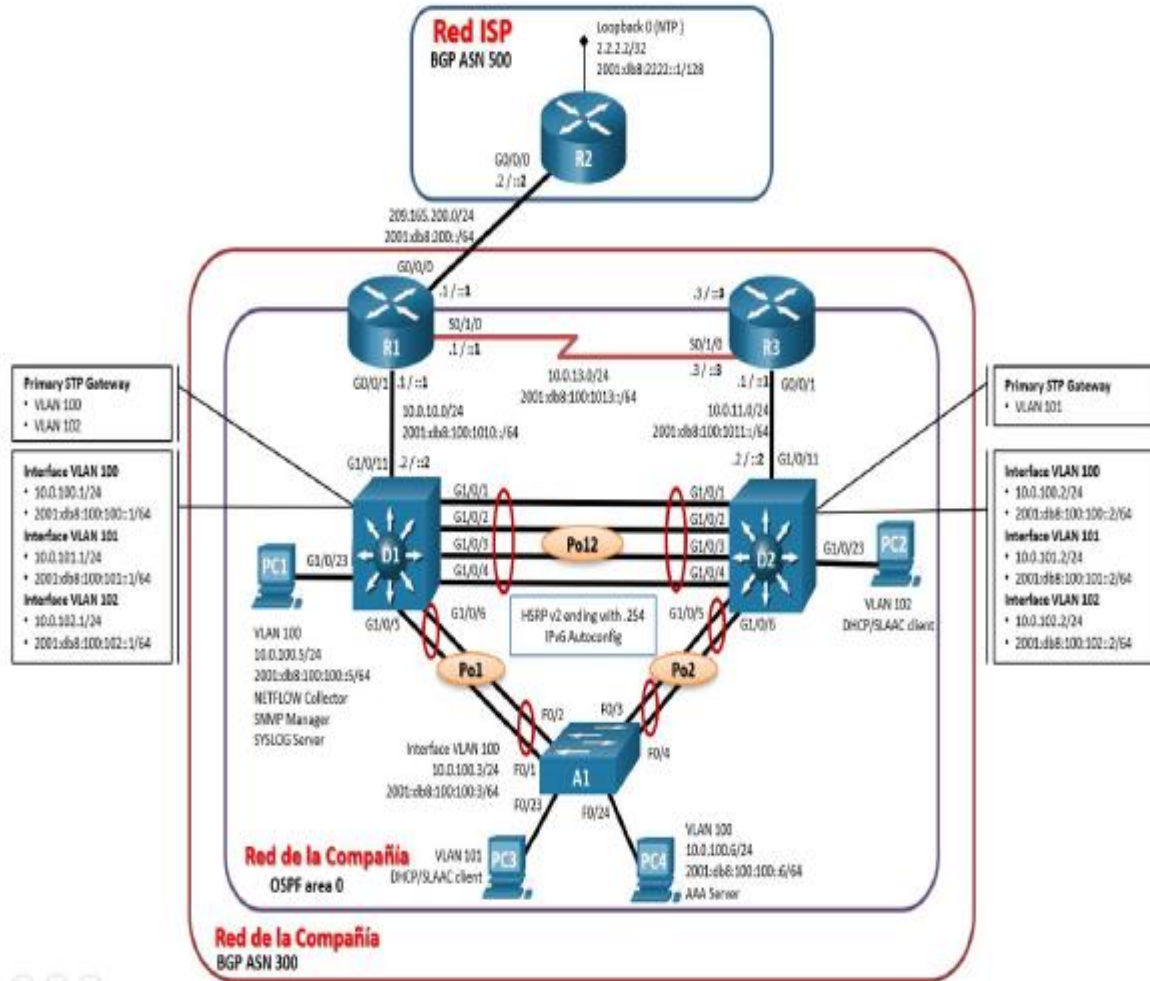 Red ISP
BGP ASN 500
Loopback 0 (NTP )
2.2.2.2/32
2001:db8:2222::1/128
R2
G0/0/0
.2 / ::2
209.165.200.0/24
2001:db8:200::/64
G0/0/0
.1 / ::1
R1
S0/1/0
.1 / ::1
.3 / ::3
R3
S0/1/0
.3 / ::3
10.0.13.0/24
2001:db8:100:1013::/64
G0/0/1
.1 / ::1
10.0.10.0/24
2001:db8:100:1010::/64
.1 / ::1
G0/0/1
10.0.11.0/24
2001:db8:100:1011::/64
Primary STP Gateway
• VLAN 100
• VLAN 102
Primary STP Gateway
• VLAN 101
Interface VLAN 100
• 10.0.100.1/24
• 2001:db8:100:100::1/64
Interface VLAN 101
• 10.0.101.1/24
• 2001:db8:100:101::1/64
Interface VLAN 102
• 10.0.102.1/24
• 2001:db8:100:102::1/64
Interface VLAN 100
• 10.0.100.2/24
• 2001:db8:100:100::2/64
Interface VLAN 101
• 10.0.101.2/24
• 2001:db8:100:101::2/64
Interface VLAN 102
• 10.0.102.2/24
• 2001:db8:100:102::2/64
G1/0/11
.2 / ::2
.2 / ::2
G1/0/11
G1/0/1
G1/0/1
G1/0/2
G1/0/2
G1/0/3
G1/0/3
G1/0/4
G1/0/4
Po12
D1
D2
PC1
G1/0/23
G1/0/23
PC2
VLAN 102
DHCP/SLAAC client
G1/0/5
G1/0/6
HSRP v2 ending with .254
IPv6 Autoconfig
G1/0/5
G1/0/6
VLAN 100
10.0.100.5/24
2001:db8:100:100::5/64
NETFLOW Collector
SNMP Manager
SYSLOG Server
Po1
Po2
F0/2
F0/3
F0/1
F0/4
Interface VLAN 100
10.0.100.3/24
2001:db8:100:100:3/64
A1
F0/23
F0/24
VLAN 101
DHCP/SLAAC client
PC3
PC4
VLAN 100
10.0.100.6/24
2001:db8:100:100::6/64
AAA Server
Red de la Compañía
OSPF area 0
Red de la Compañía
BGP ASN 300